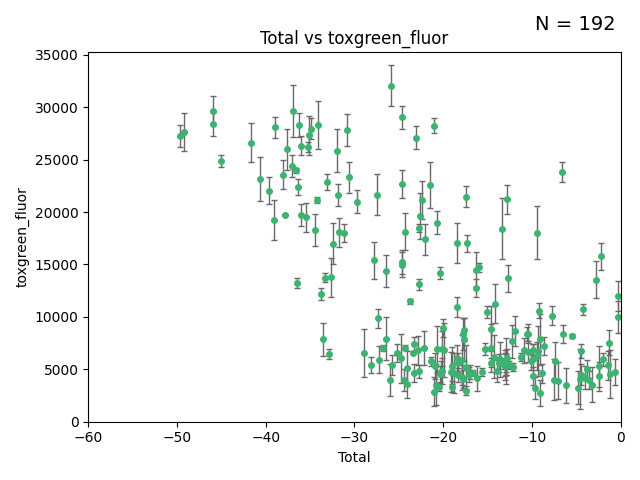 N = 192
Total vs toxgreen_fluor
35000
30000
25000
20000
15000
10000
5000
0
toxgreen_fluor
−60 −50 −40 −30 −20 −10 0
Total